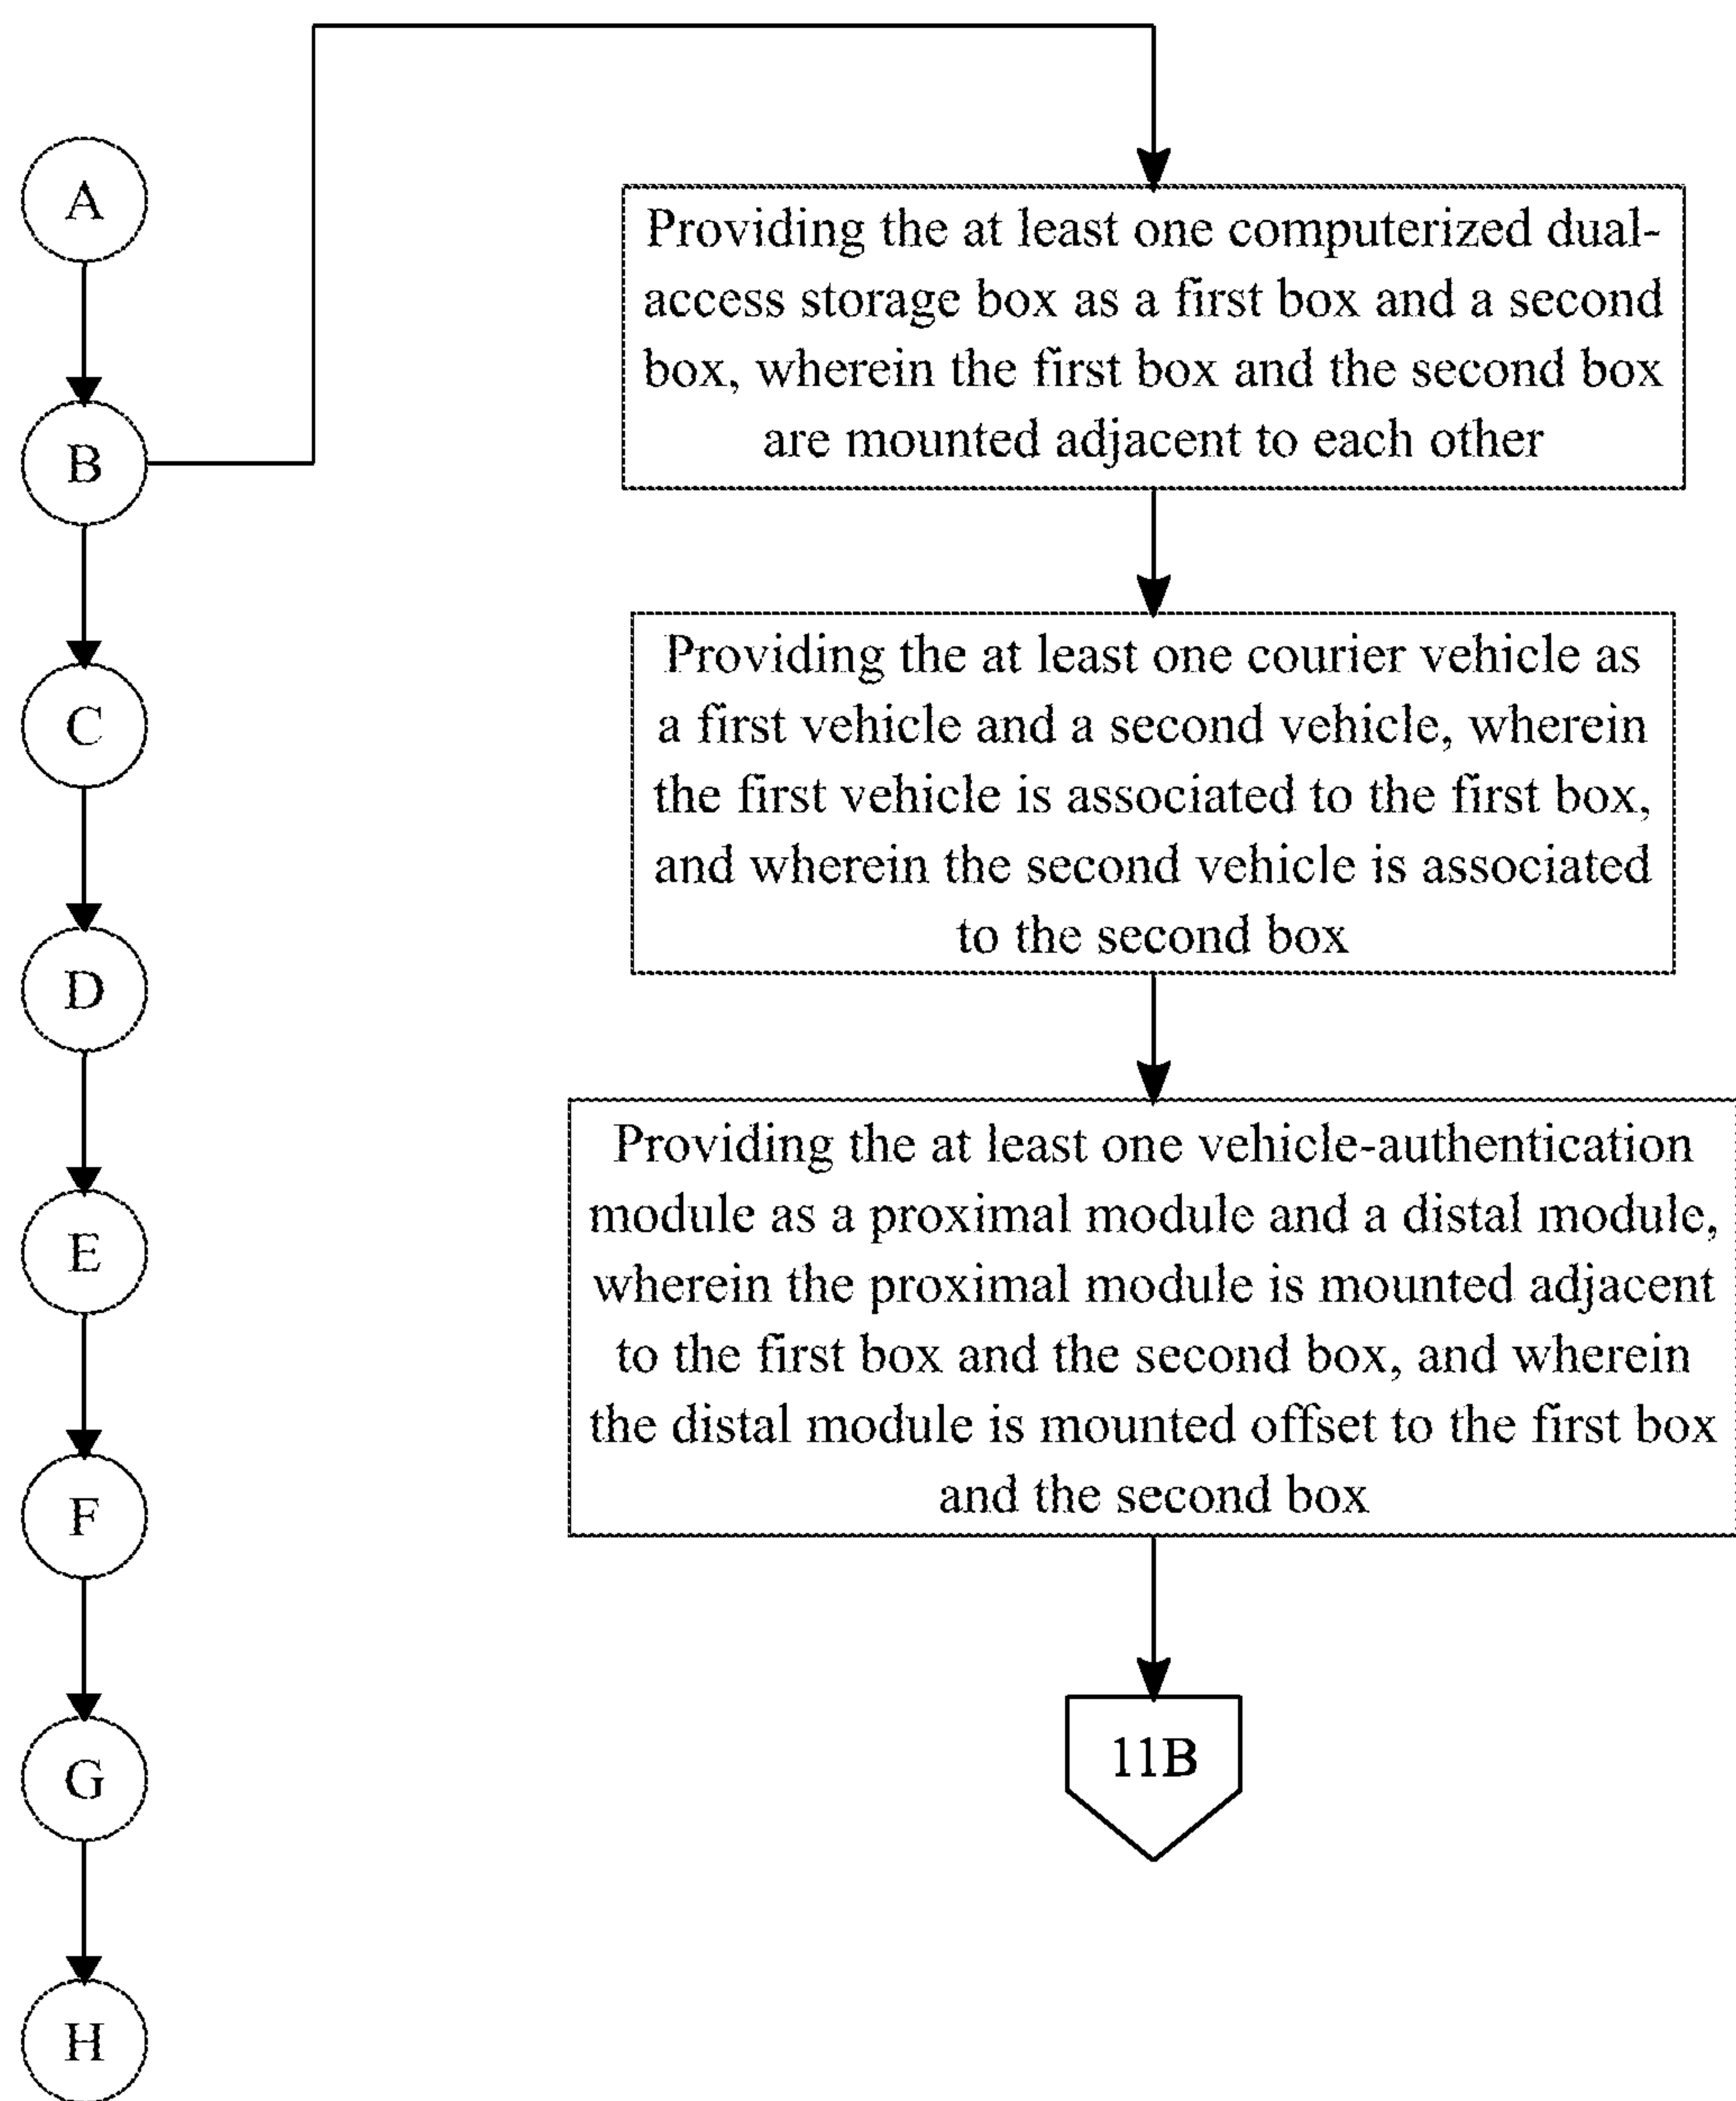 A
B
C
D
E
F
G
H
Providing the at least one computerized dual-
access storage box as a first box and a second
box, wherein the first box and the second box
are mounted adjacent to each other
Providing the at least one courier vehicle as
a first vehicle and a second vehicle, wherein
the first vehicle is associated to the first box,
and wherein the second vehicle is associated
to the second box
Providing the at least one vehicle-authentication
module as a proximal module and a distal module,
wherein the proximal module is mounted adjacent
to the first box and the second box, and wherein
the distal module is mounted offset to the first box
and the second box
11B